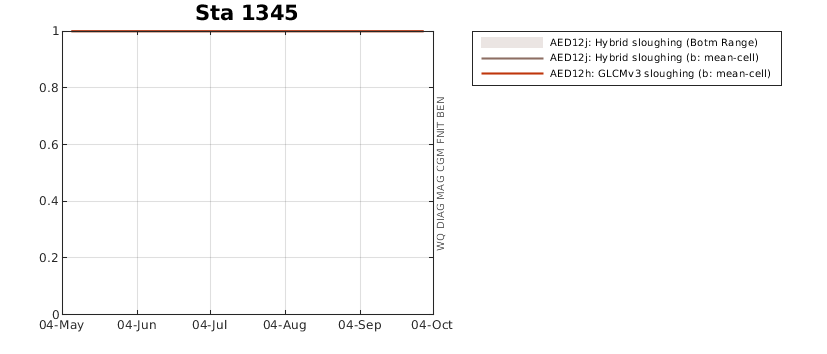 Sta 1345
1
0.8
0.6
0.4
0.2
0
04-May 04-Jun 04-Jul 04-Aug 04-Sep 04-Oct
WQ DIAG MAG CGM FNIT BEN
AED12j: Hybrid sloughing (Botm Range)
AED12j: Hybrid sloughing (b: mean-cell)
AED12h: GLCMv3 sloughing (b: mean-cell)